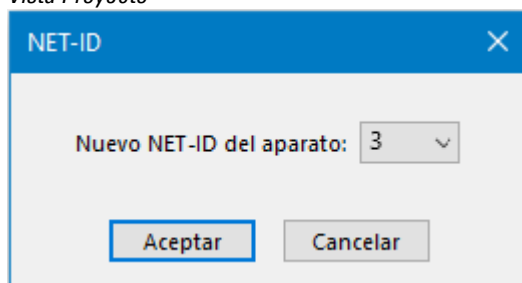 Vista Proyecto
NET-ID
Nuevo NET-ID del aparato: 3
Aceptar Cancelar